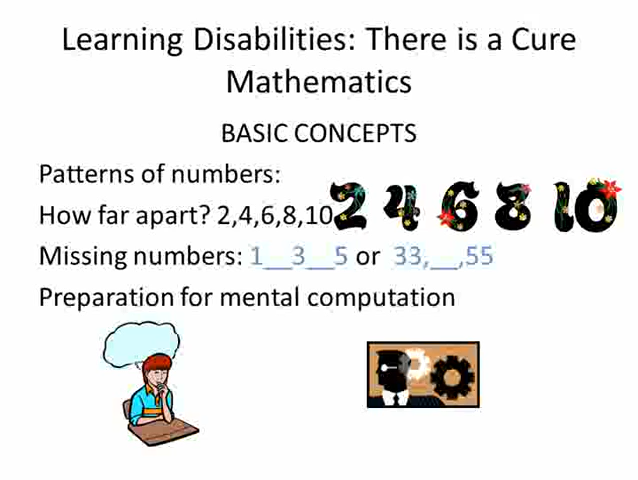 Learning Disabilities: There is a Cure
Mathematics
BASIC CONCEPTS
Patterns of numbers:
How far apart? 2,4,6,8,10 2 4 6 8 10
Missing numbers: 1__3__5 or 33,__,55
Preparation for mental computation